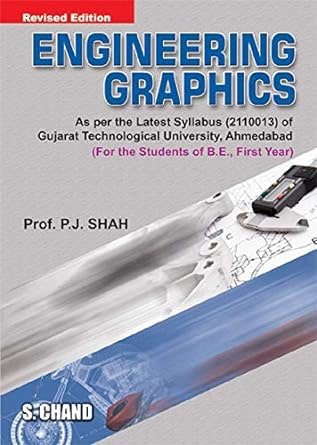 Revised Edition
ENGINEERING
GRAPHICS
As per the Latest Syllabus (2110013) of
Gujarat Technological University, Ahmedabad
(For the Students of B.E., First Year)
Prof. P.J. SHAH
S.CHAND